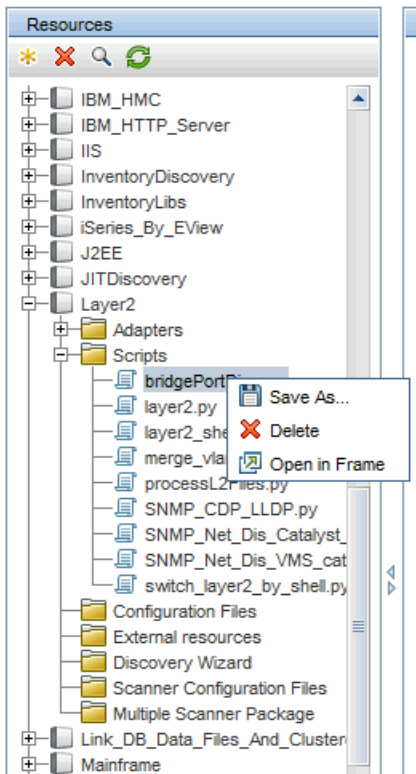 Resources
IBM_HMC
IBM_HTTP_Server
IIS
InventoryDiscovery
InventoryLibs
iSeries_By_EView
J2EE
JITDiscovery
Layer2
Adapters
Scripts
bridgePortDi
Save As...
layer2.py
layer2_she
Delete
merge_vla
Open in Frame
processL2Files.py
SNMP_CDP_LLDP.py
SNMP_Net_Dis_Catalyst_
SNMP_Net_Dis_VMS_cat
switch_layer2_by_shell.py
Configuration Files
External resources
Discovery Wizard
Scanner Configuration Files
Multiple Scanner Package
Link_DB_Data_Files_And_Cluster
Mainframe